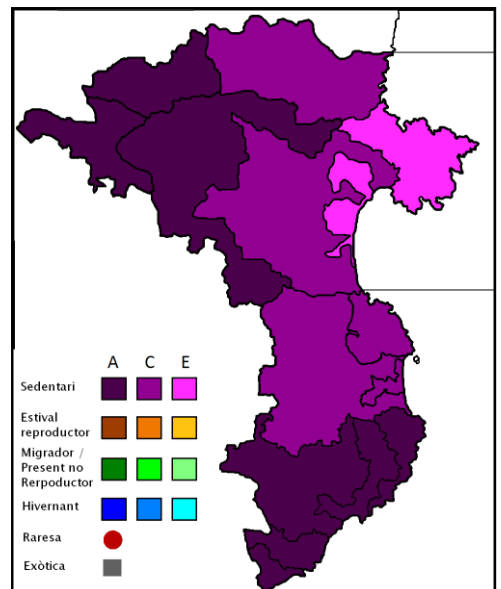 A C E
Sedentari
Estival
reproductor
Migrador /
Present no
Rerpoductor
Hivernant
Raresa
Exòtica